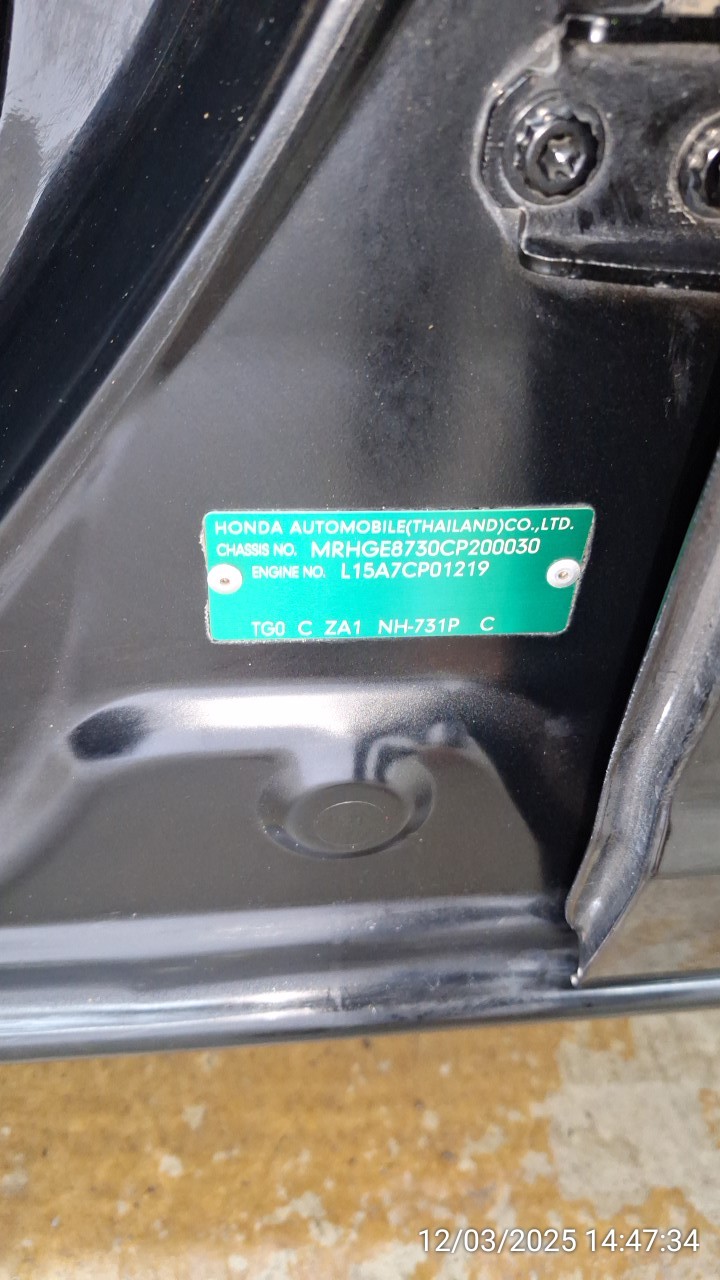 HONDA AUTOMOBILE(THAILAND)CO.,LTD.
CHASSIS NO. MRHGE8730CP200030
ENGINE NO. L15A7CP01219
TG0 C ZA1 NH-731P C
12/03/2025 14:47:34